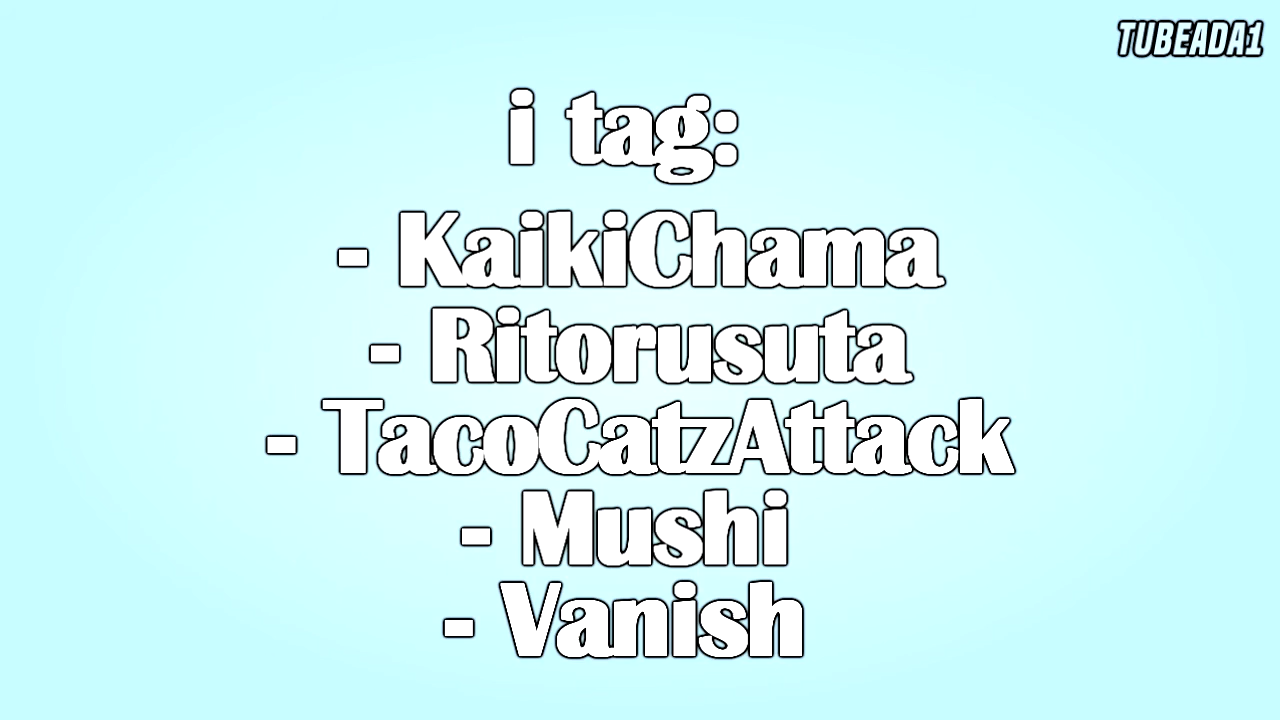 TUBEADA1
i tag:
- KaikiChama
- Ritorusuta
- TacoCatzAttack
- Mushi
- Vanish